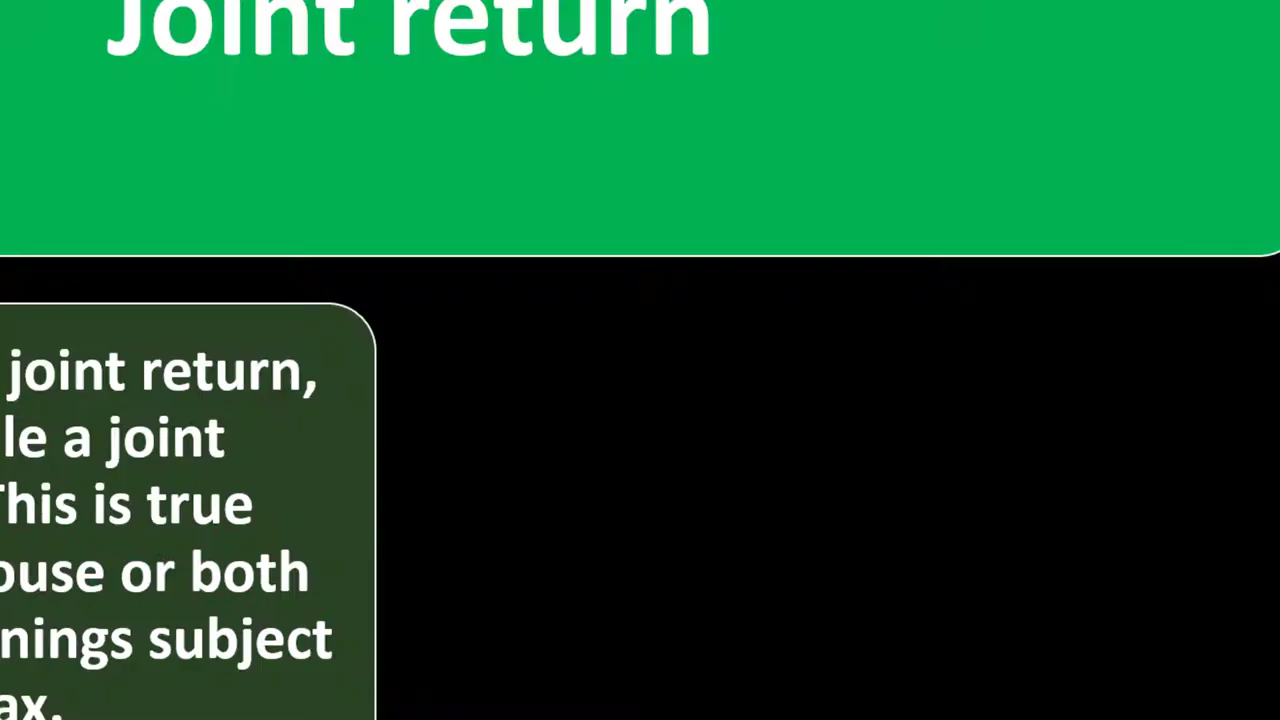 Joint return
joint return,
le a joint
This is true
ouse or both
nings subject
ax.